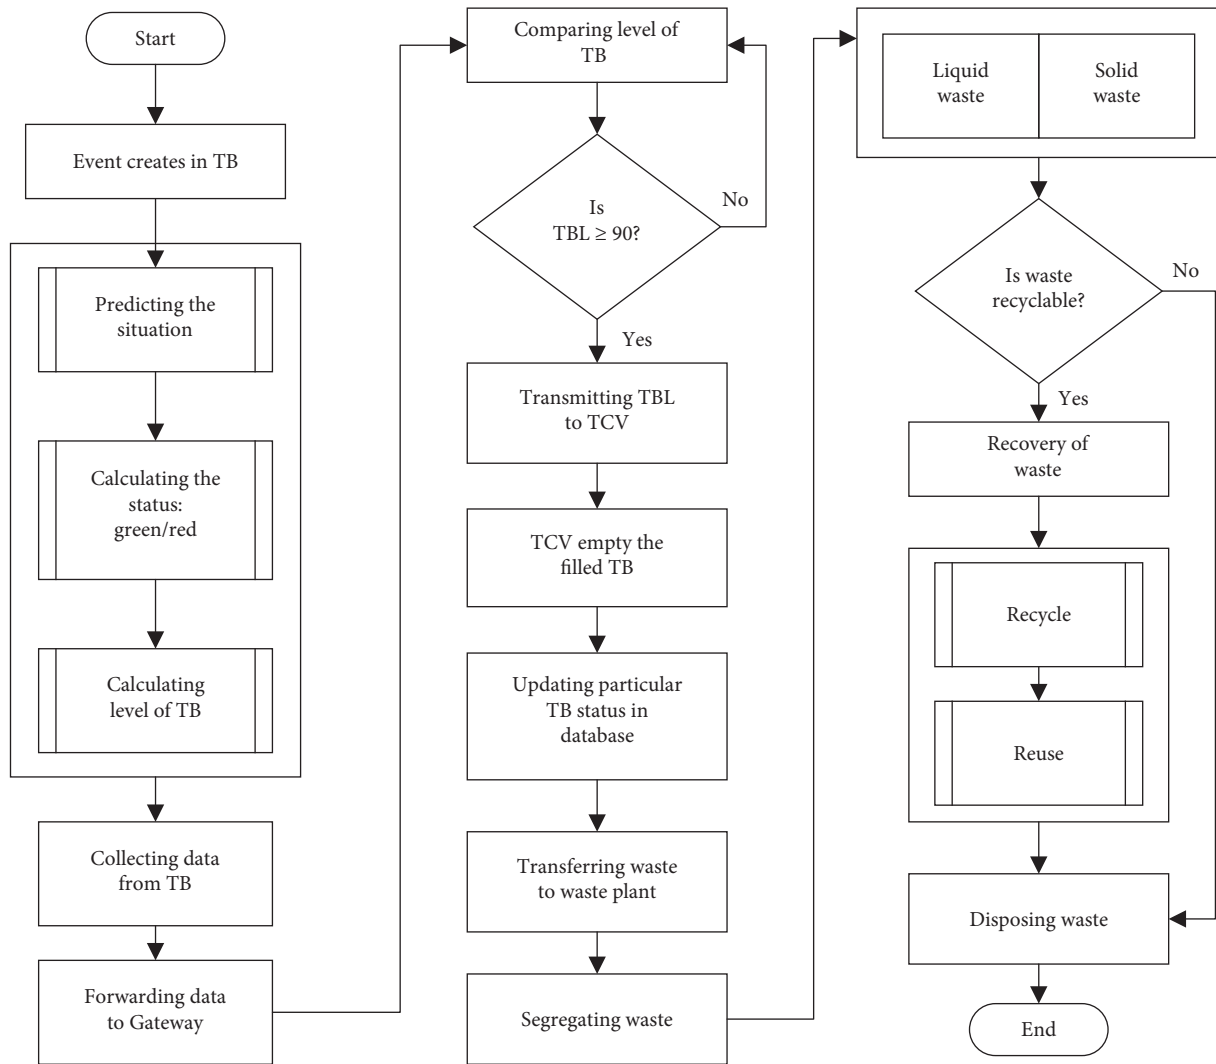 Start
Event creates in TB
Predicting the
situation
Calculating the
status:
green/red
Calculating
level of TB
Collecting data
from TB
Forwarding data
to Gateway
Comparing level of
TB
Is
TBL ≥ 90?
No
Yes
Transmitting TBL
to TCV
TCV empty the
filled TB
Updating particular
TB status in
database
Transferring waste
to waste plant
Segregating waste
Liquid
waste
Solid
waste
Is waste
recyclable?
No
Yes
Recovery of
waste
Recycle
Reuse
Disposing waste
End